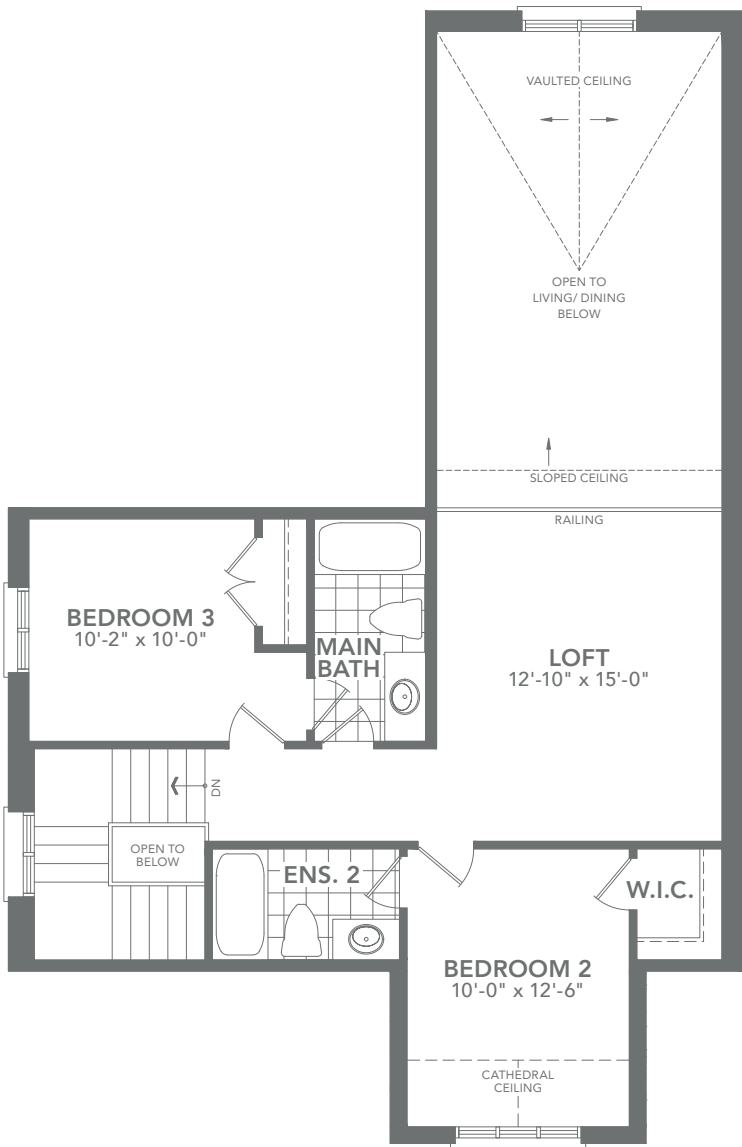 VAULTED CEILING
OPEN TO
LIVING/ DINING
BELOW
SLOPED CEILING
RAILING
BEDROOM 3
10'-2" x 10'-0"
MAIN
BATH
LOFT
12'-10" x 15'-0"
DN
OPEN TO
BELOW
ENS. 2
W.I.C.
BEDROOM 2
10'-0" x 12'-6"
CATHEDRAL
CEILING